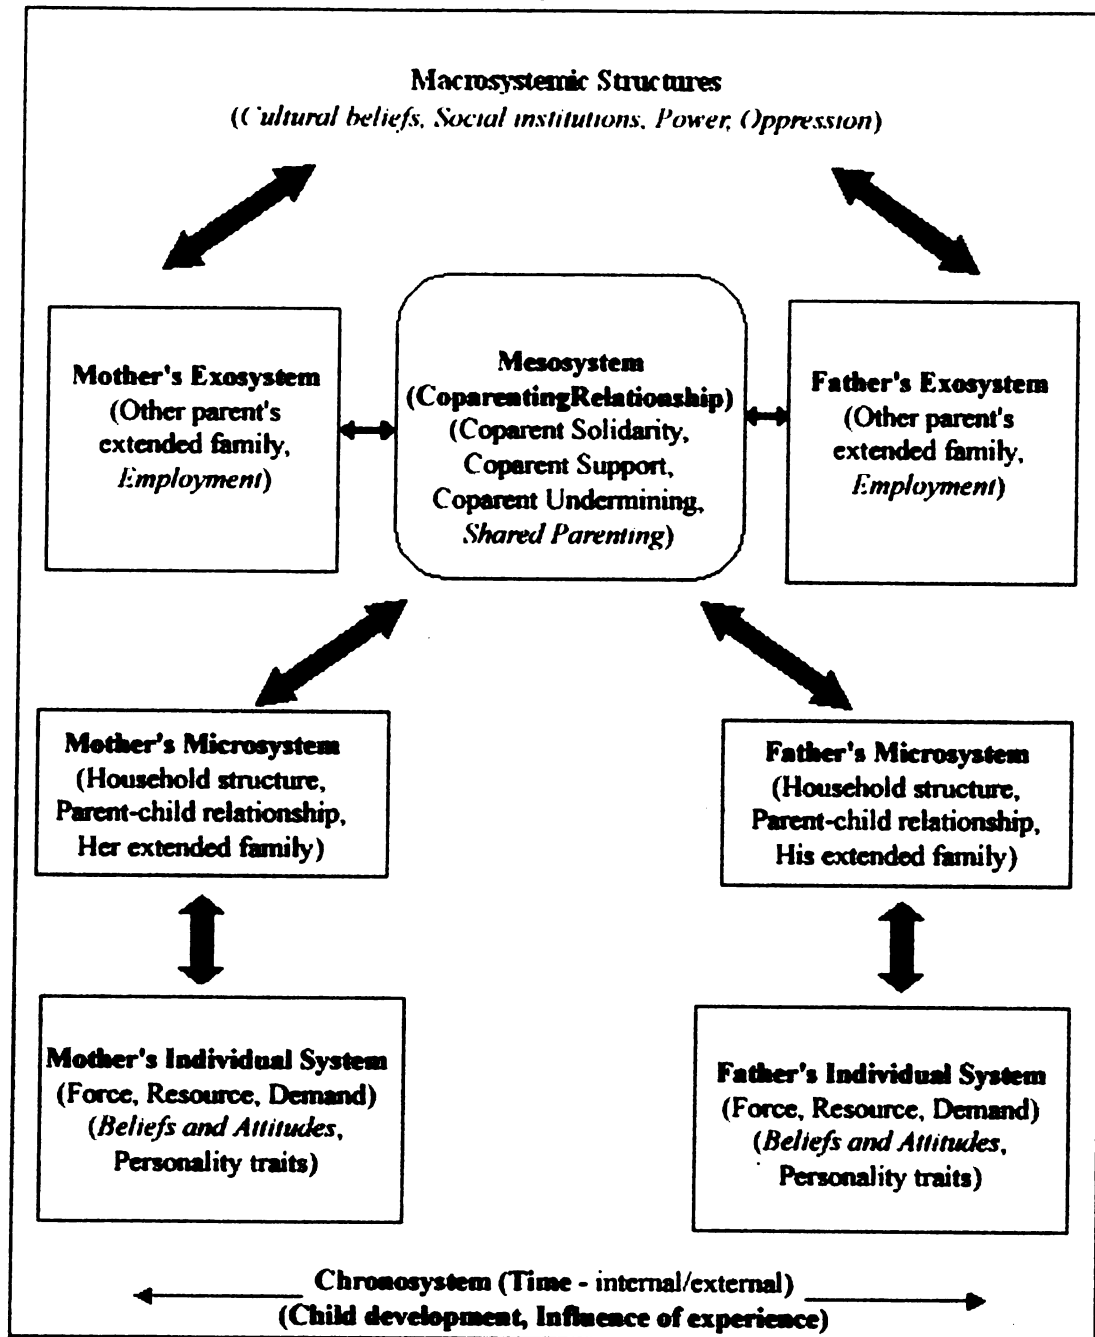 Macrosystemic Structures
(Cultural beliefs, Social institutions, Power, Oppression)
Mother's Exosystem
(Other parent's
extended family,
Employment)
Mesosystem
(CoparentingRelationship)
(Coparent Solidarity,
Coparent Support,
Coparent Undermining,
Shared Parenting)
Father's Exosystem
(Other parent's
extended family,
Employment)
Mother's Microsystem
(Household structure,
Parent-child relationship,
Her extended family)
Father's Microsystem
(Household structure,
Parent-child relationship,
His extended family)
Mother's Individual System
(Force, Resource, Demand)
(Beliefs and Attitudes,
Personality traits)
Father's Individual System
(Force, Resource, Demand)
(Beliefs and Attitudes,
Personality traits)
Chronosystem (Time - internal/external)
(Child development, Influence of experience)